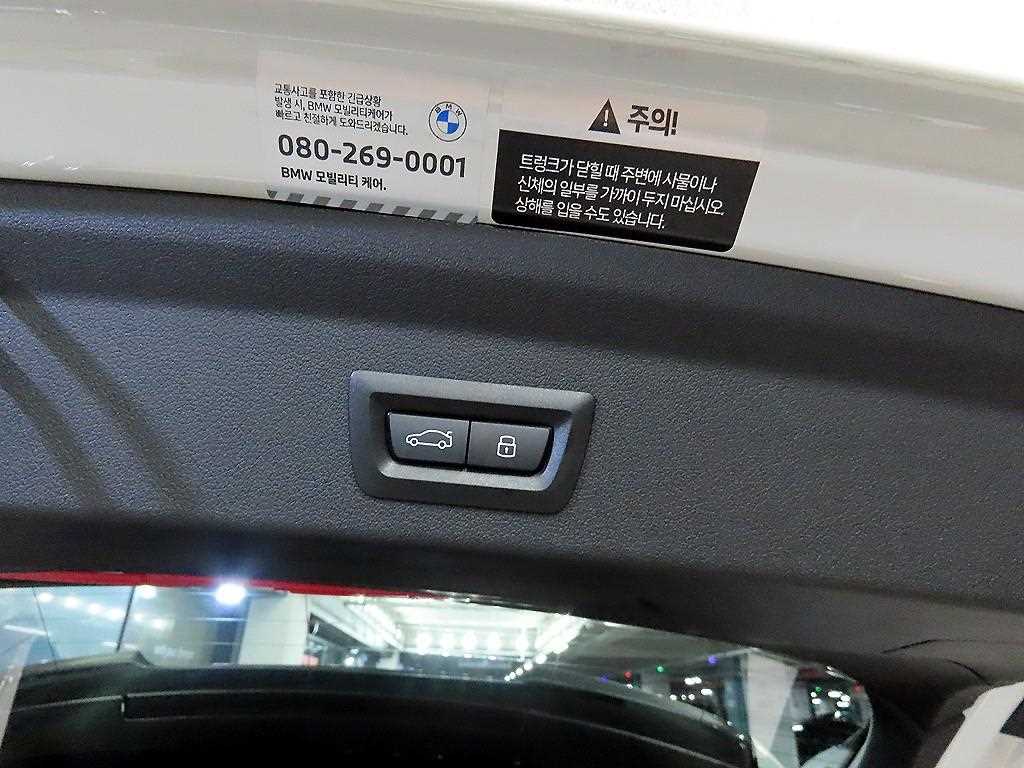 교통사고를 포함한 긴급상황
발생 시, BMW 모빌리티케어가
빠르고 친절하게 도와드리겠습니다.
BMW
080-269-0001
BMW 모빌리티 케어.
주의!
트렁크가 닫힐 때 주변에 사물이나
신체의 일부를 가까이 두지 마십시오.
상해를 입을 수도 있습니다.